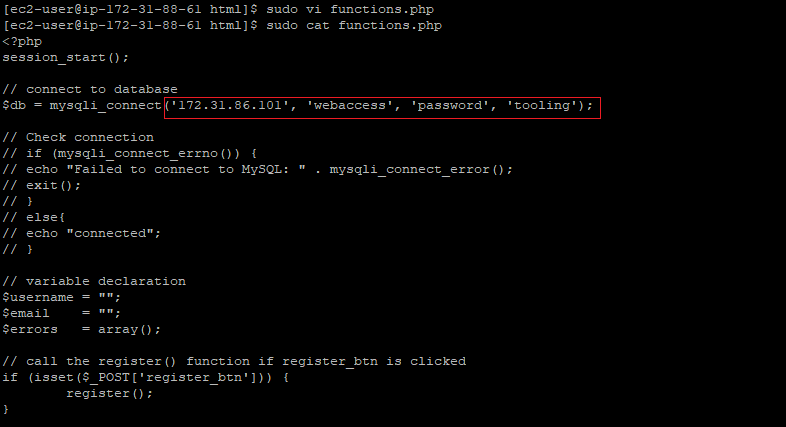 [ec2-user@ip-172-31-88-61 html]$ sudo vi functions.php
[ec2-user@ip-172-31-88-61 html]$ sudo cat functions.php
<?php
session_start();

// connect to database
$db = mysqli_connect('172.31.86.101', 'webaccess', 'password', 'tooling');

// Check connection
// if (mysqli_connect_errno()) {
// echo "Failed to connect to MySQL: " . mysqli_connect_error();
// exit();
// }
// else{
// echo "connected";
// }

// variable declaration
$username = "";
$email    = "";
$errors   = array();

// call the register() function if register_btn is clicked
if (isset($_POST['register_btn'])) {
        register();
}